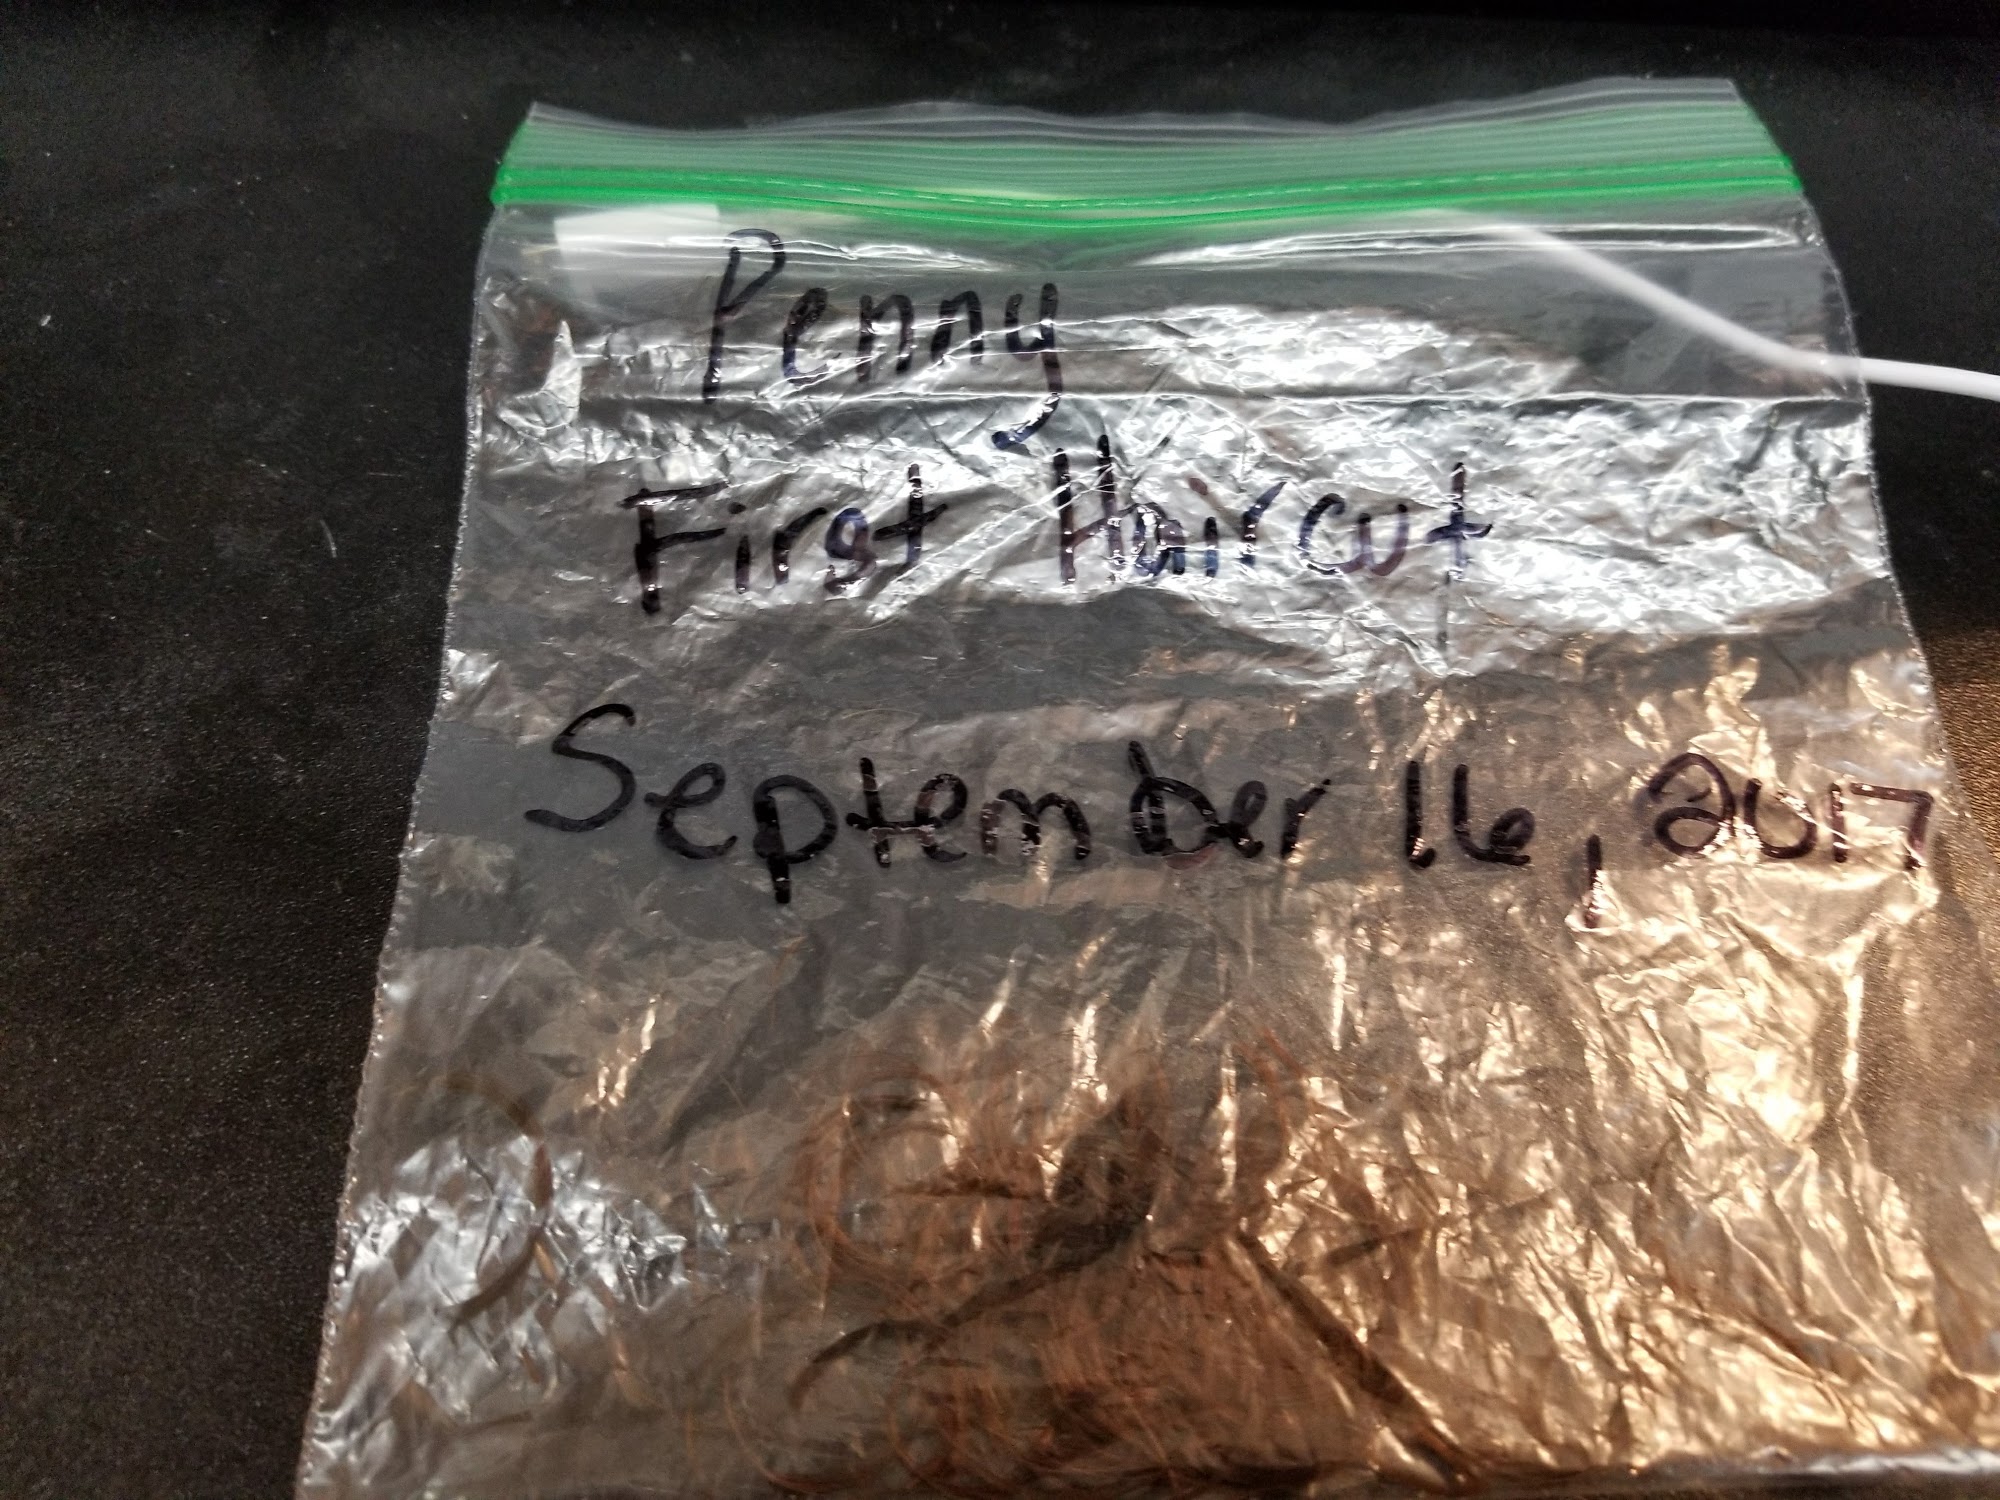 Penny
First Haircut
September 16, 2017